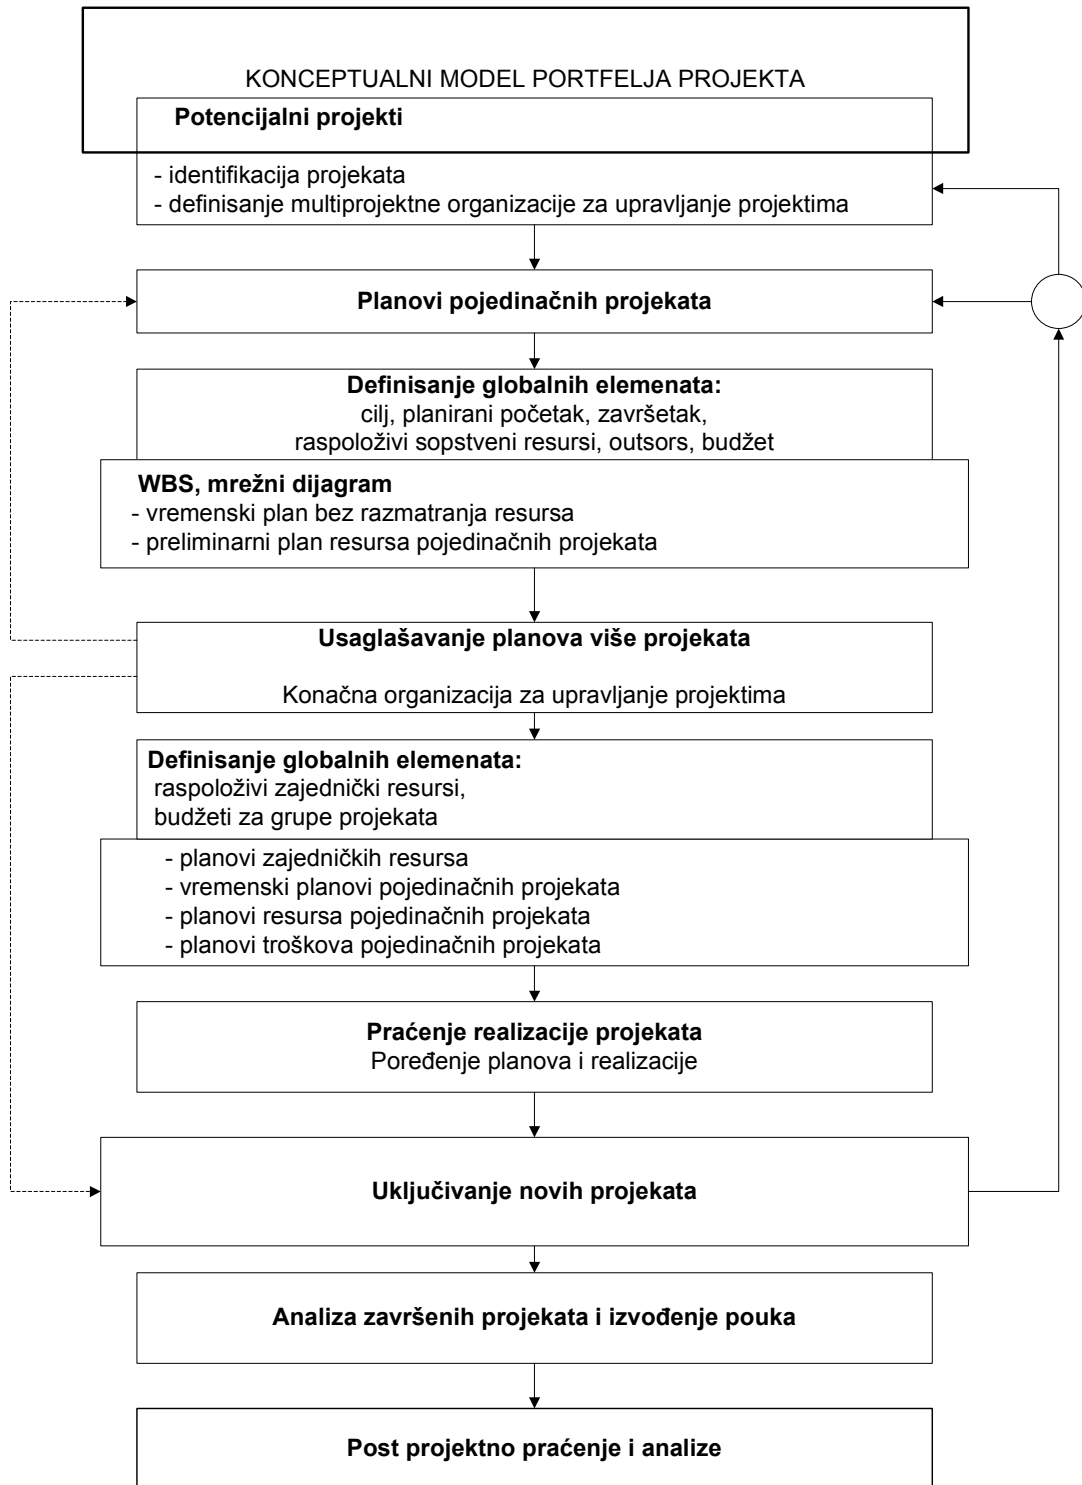 KONCEPTUALNI MODEL PORTFELJA PROJEKTA
Potencijalni projekti
- identifikacija projekata
- definisanje multiprojektne organizacije za upravljanje projektima
Planovi pojedinačnih projekata
Definisanje globalnih elemenata:
cilj, planirani početak, završetak,
raspoloživi sopstveni resursi, outsors, budžet
WBS, mrežni dijagram
- vremenski plan bez razmatranja resursa
- preliminarni plan resursa pojedinačnih projekata
Usaglašavanje planova više projekata
Konačna organizacija za upravljanje projektima
Definisanje globalnih elemenata:
raspoloživi zajednički resursi,
budžeti za grupe projekata
- planovi zajedničkih resursa
- vremenski planovi pojedinačnih projekata
- planovi resursa pojedinačnih projekata
- planovi troškova pojedinačnih projekata
Praćenje realizacije projekata
Poređenje planova i realizacije
Uključivanje novih projekata
Analiza završenih projekata i izvođenje pouka
Post projektno praćenje i analize